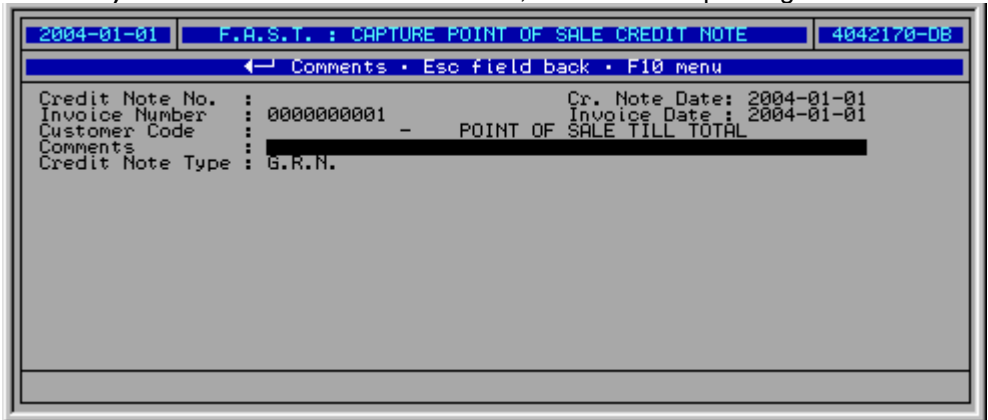 2004-01-01 F.A.S.T. : CAPTURE POINT OF SALE CREDIT NOTE 4042170-DB
Comments · Esc field back · F10 menu
Credit Note No. : Cr. Note Date: 2004-01-01
Invoice Number : 0000000001 Invoice Date : 2004-01-01
Customer Code : - POINT OF SALE TILL TOTAL
Comments :
Credit Note Type : G.R.N.